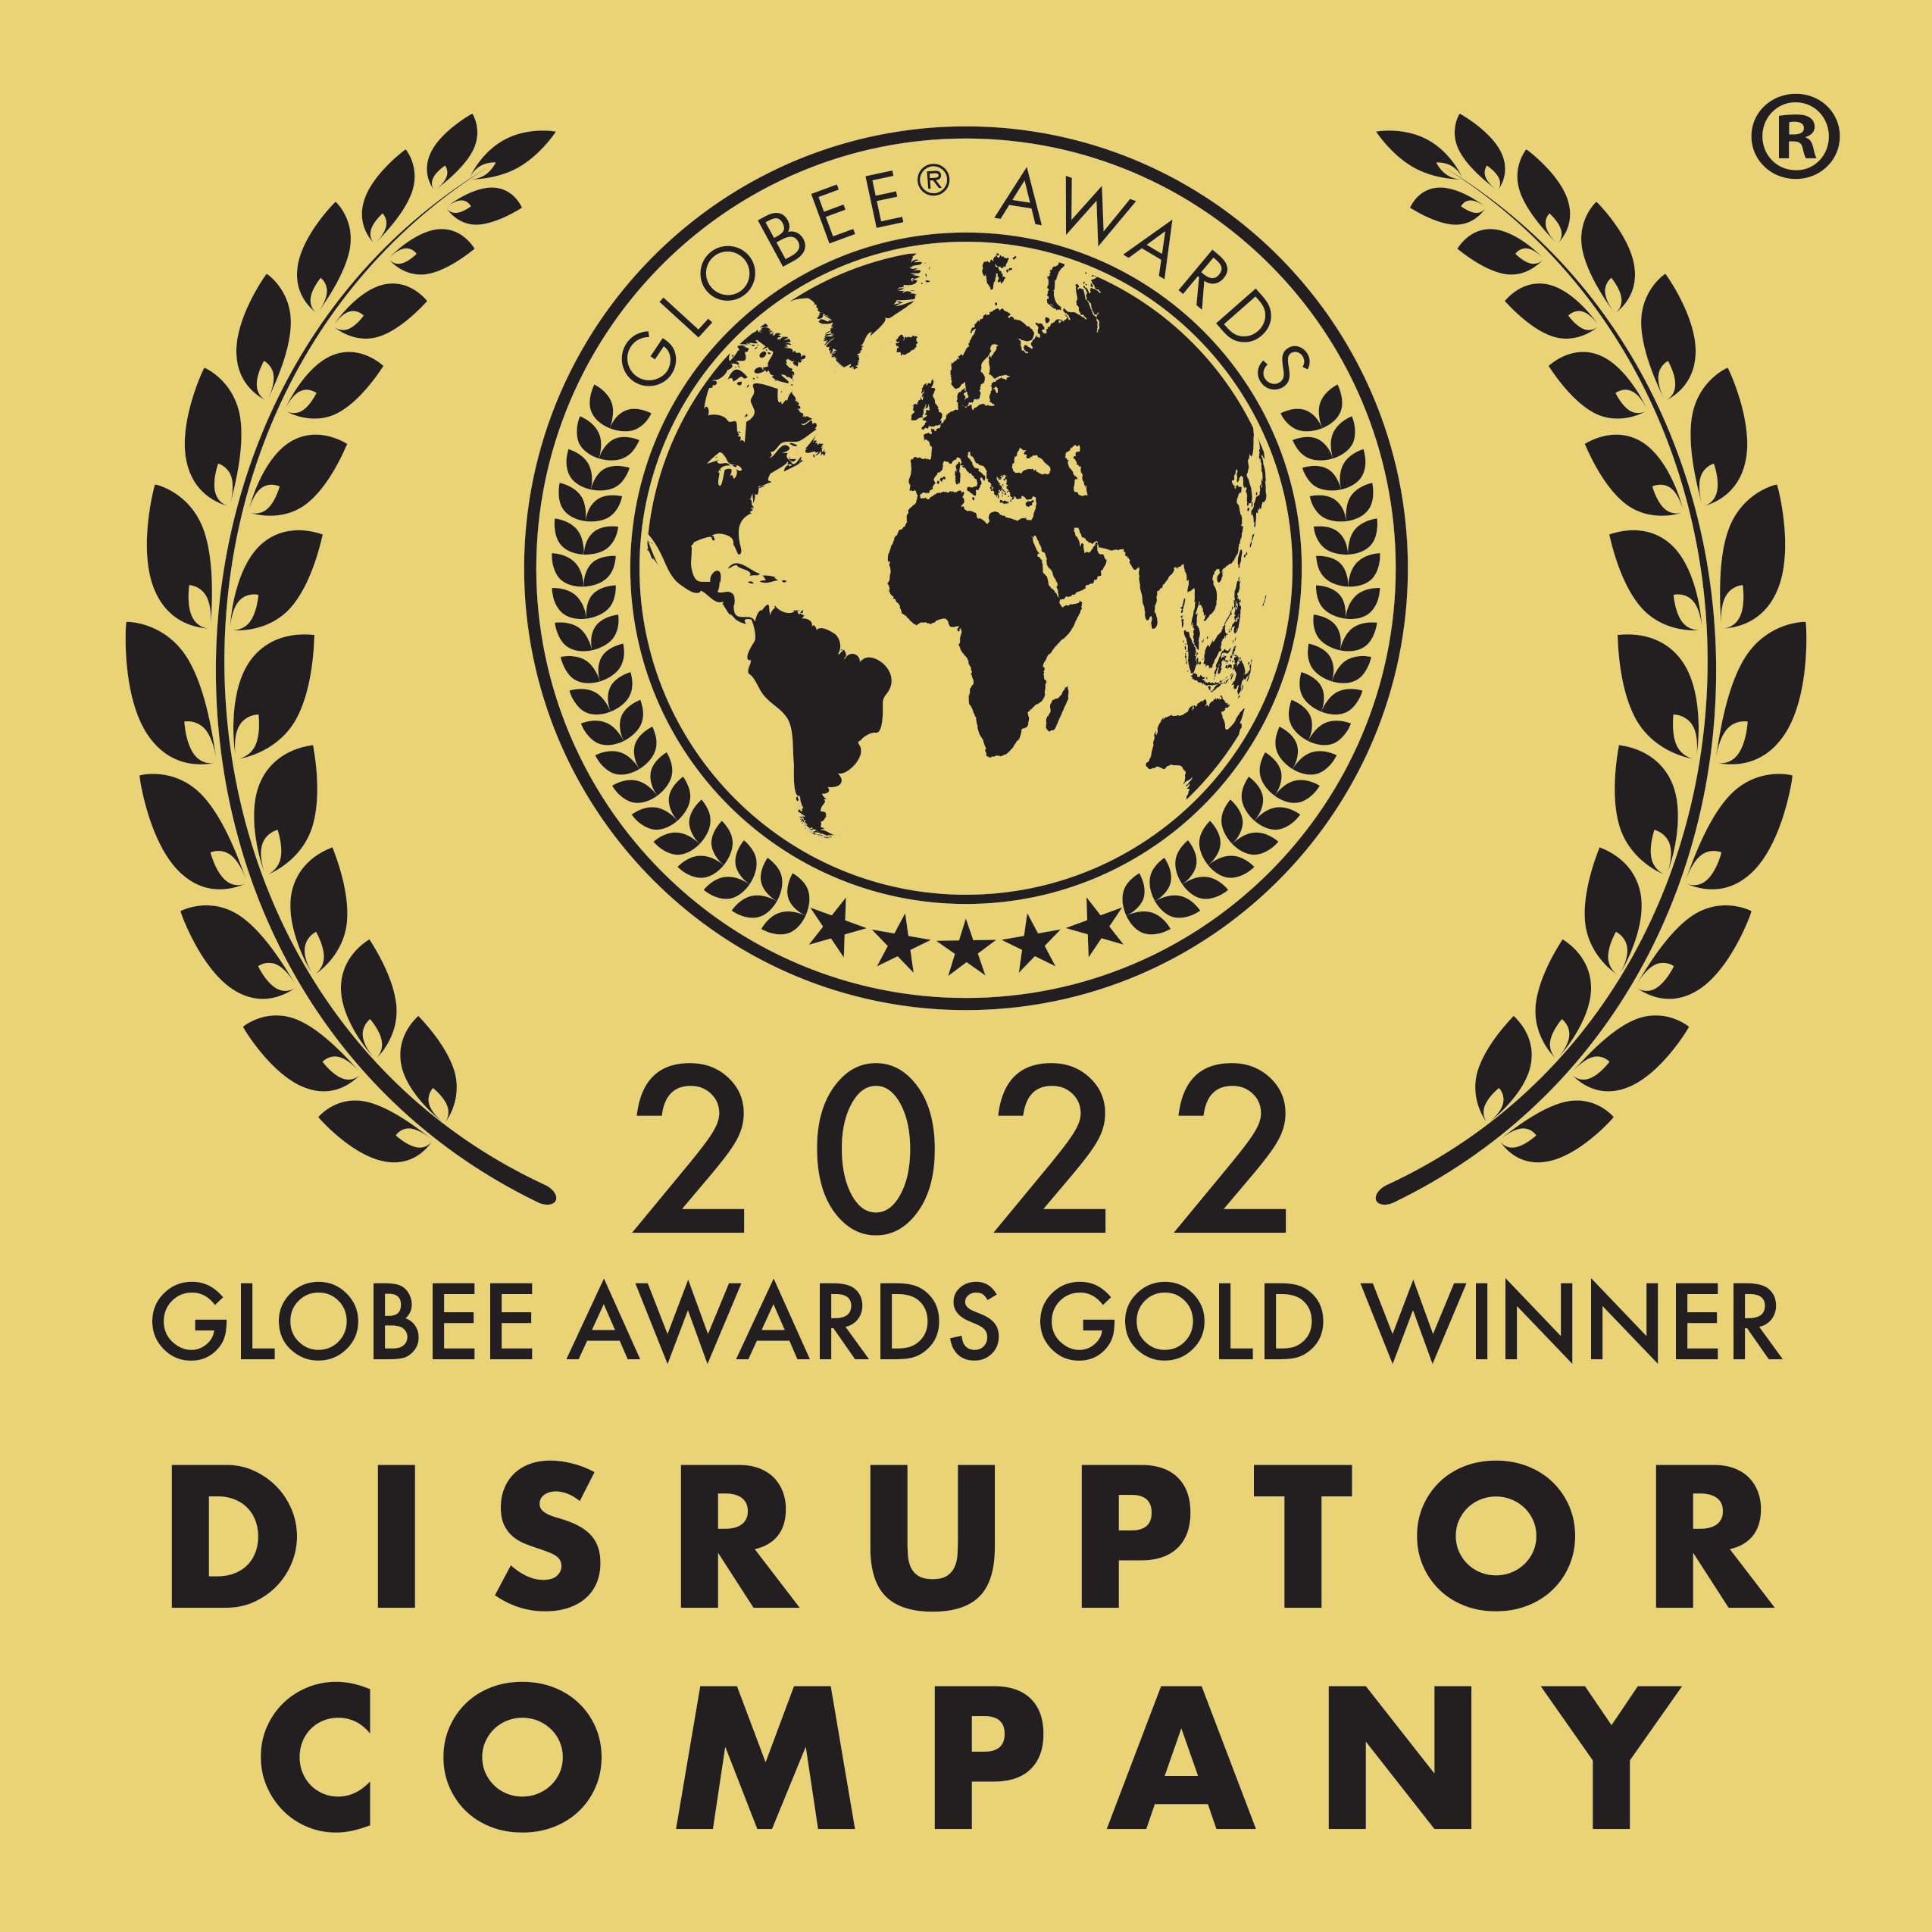 ®
GLOBEE® AWARDS
2022
GLOBEE AWARDS GOLD WINNER
DISRUPTOR
COMPANY